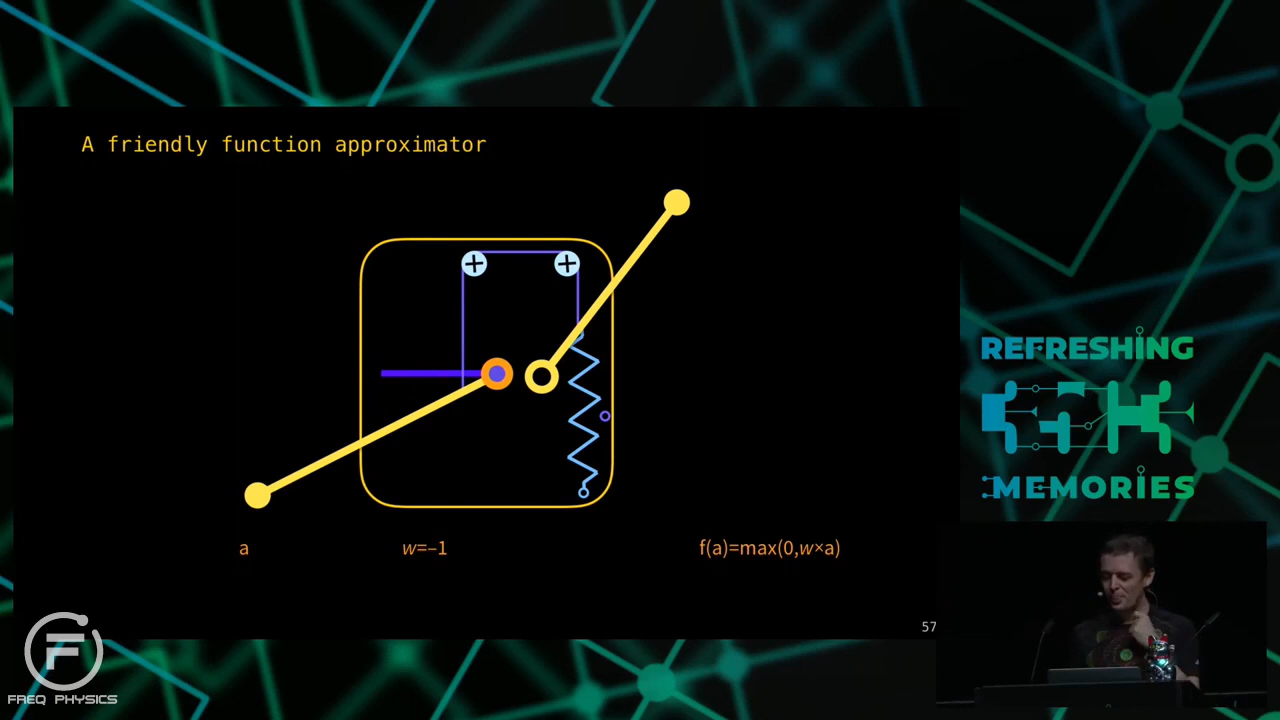 A friendly function approximator
REFRESHING
MEMORIES
a
w=–1
f(a)=max(0,w×a)
57
FREQ PHYSICS